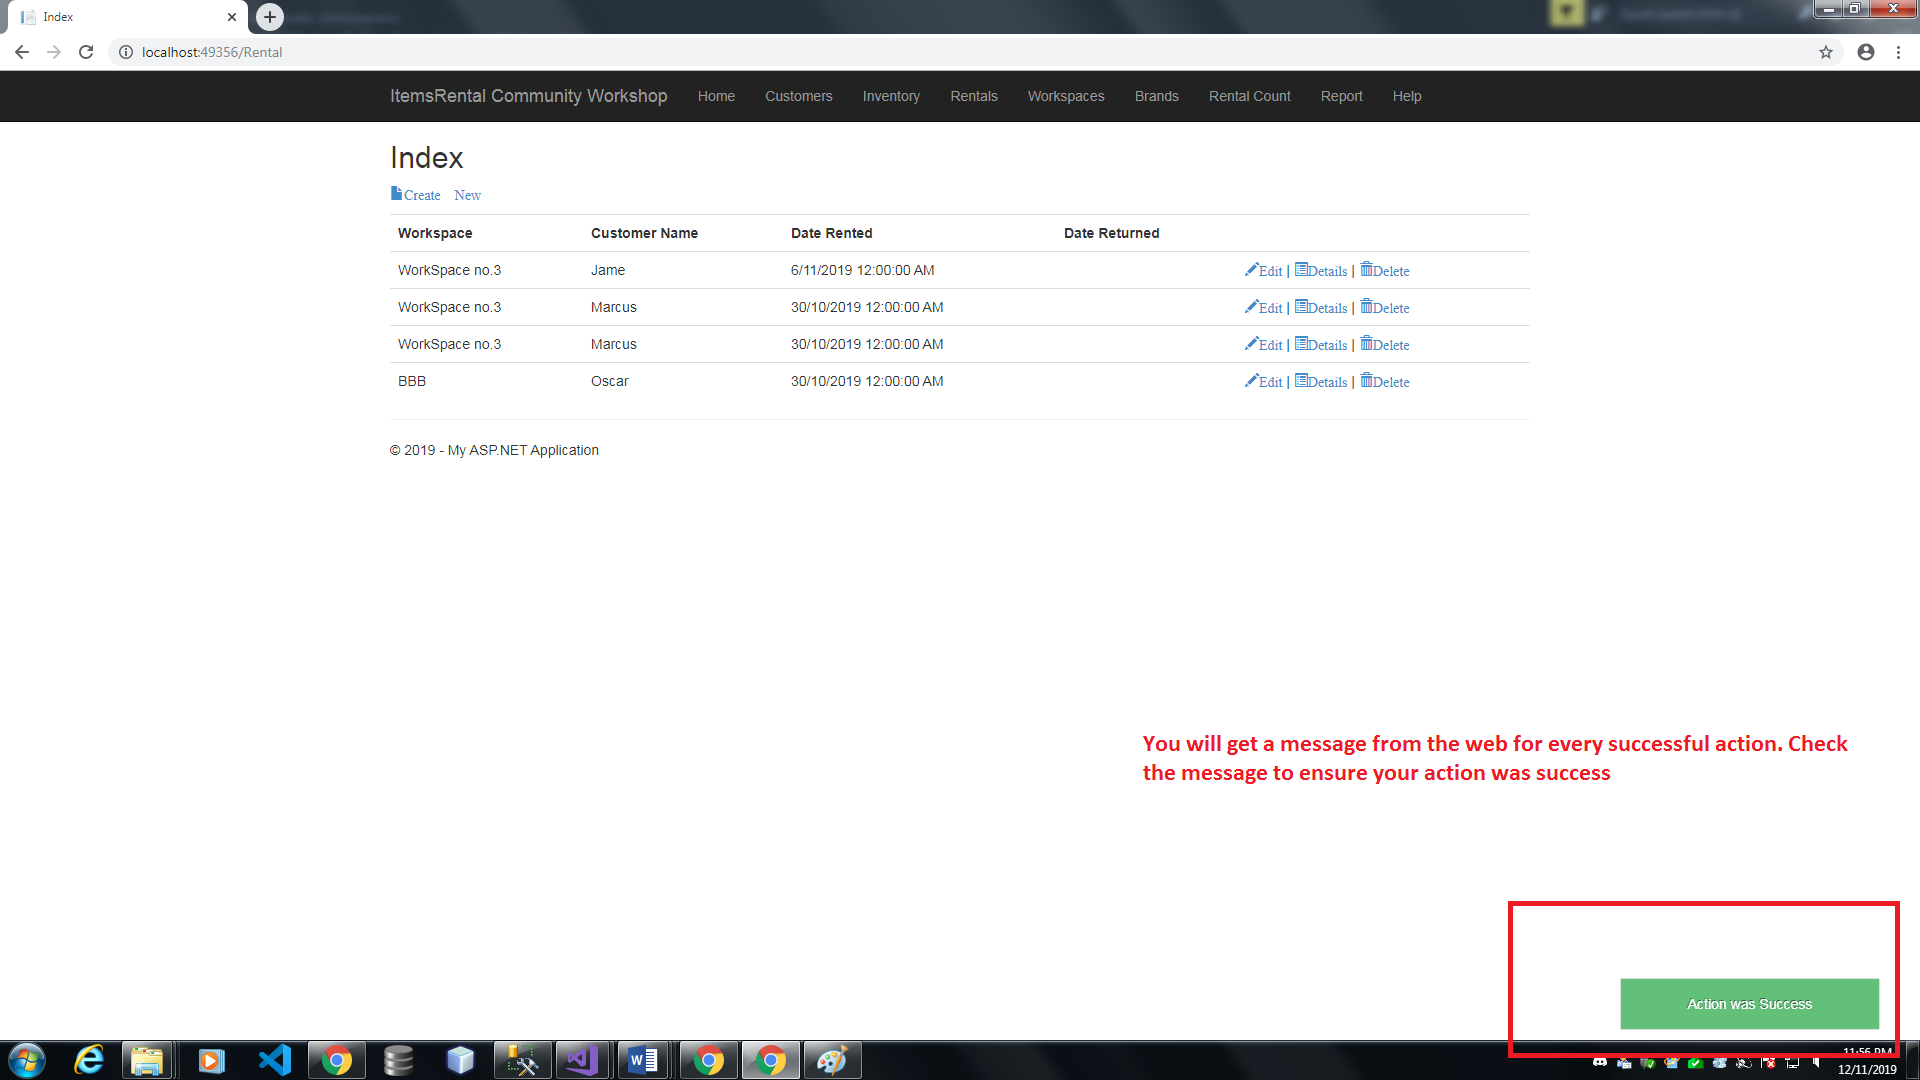 Index
localhost:49356/Rental
ItemsRental Community Workshop Home Customers Inventory Rentals Workspaces Brands Rental Count Report Help
Index
Create New
Workspace Customer Name Date Rented Date Returned
WorkSpace no.3 Jame 6/11/2019 12:00:00 AM Edit | Details | Delete
WorkSpace no.3 Marcus 30/10/2019 12:00:00 AM Edit | Details | Delete
WorkSpace no.3 Marcus 30/10/2019 12:00:00 AM Edit | Details | Delete
BBB Oscar 30/10/2019 12:00:00 AM Edit | Details | Delete
© 2019 - My ASP.NET Application
You will get a message from the web for every successful action. Check
the message to ensure your action was success
Action was Success
11:56 PM
12/11/2019